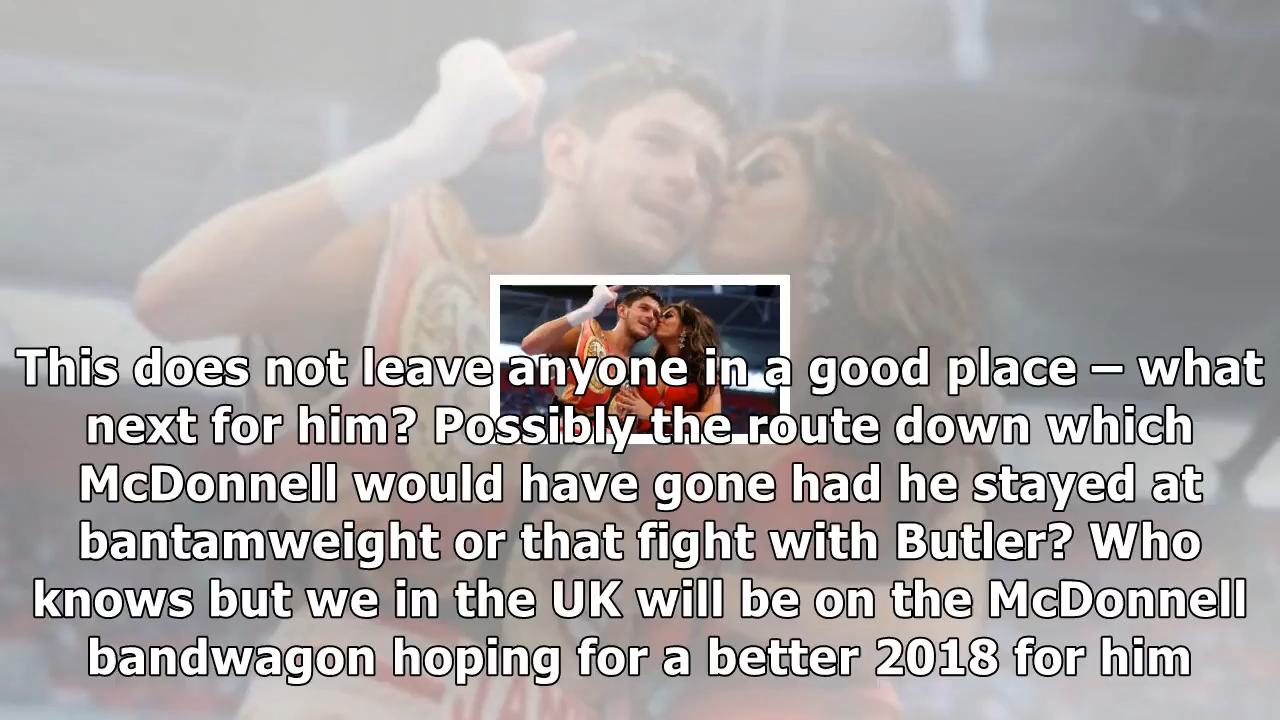 This does not leave anyone in a good place – what
next for him? Possibly the route down which
McDonnell would have gone had he stayed at
bantamweight or that fight with Butler? Who
knows but we in the UK will be on the McDonnell
bandwagon hoping for a better 2018 for him